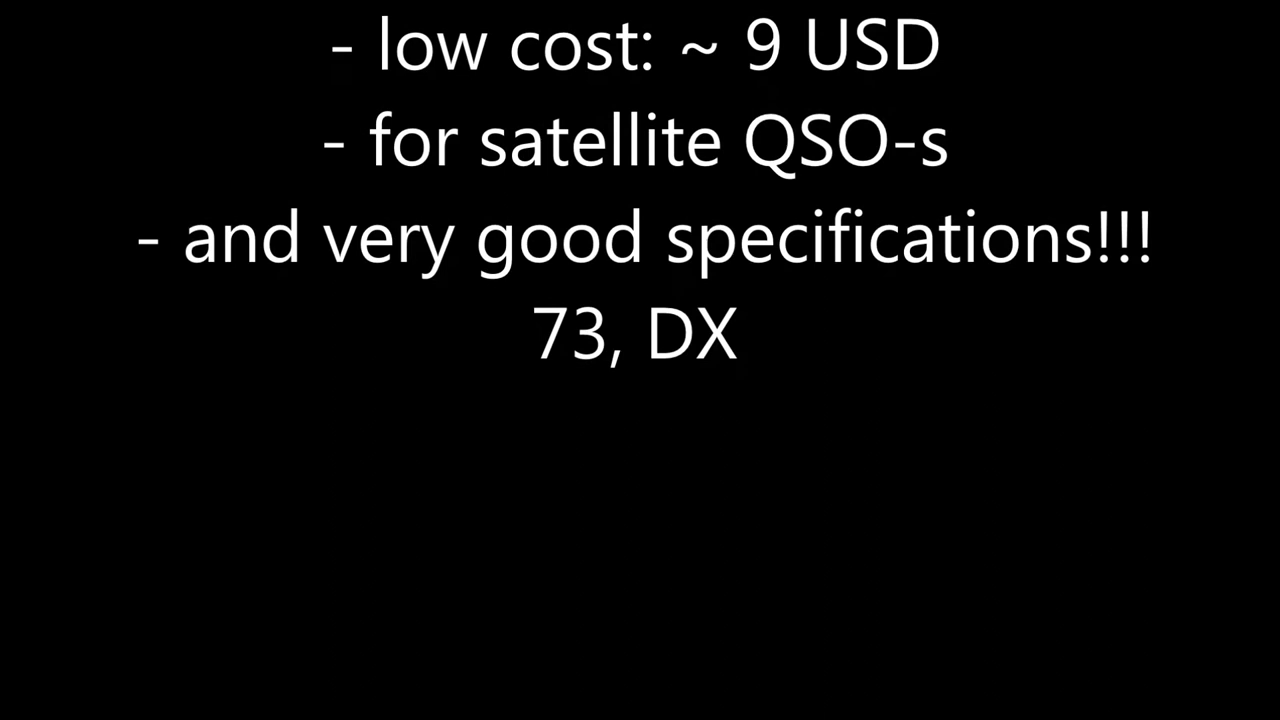 - low cost: ~ 9 USD
- for satellite QSO-s
- and very good specifications!!!
73, DX